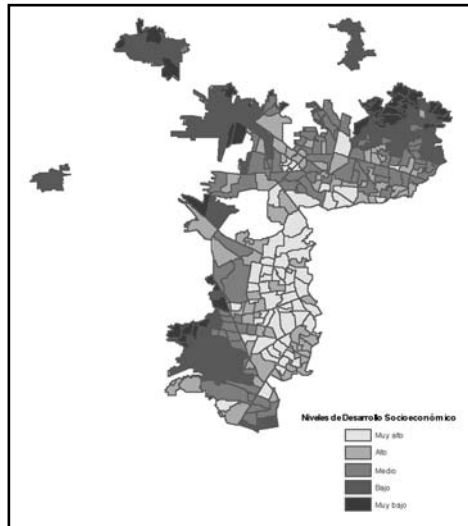 Niveles de Desarrollo Socioeconómico
Muy alto
Alto
Medio
Bajo
Muy bajo